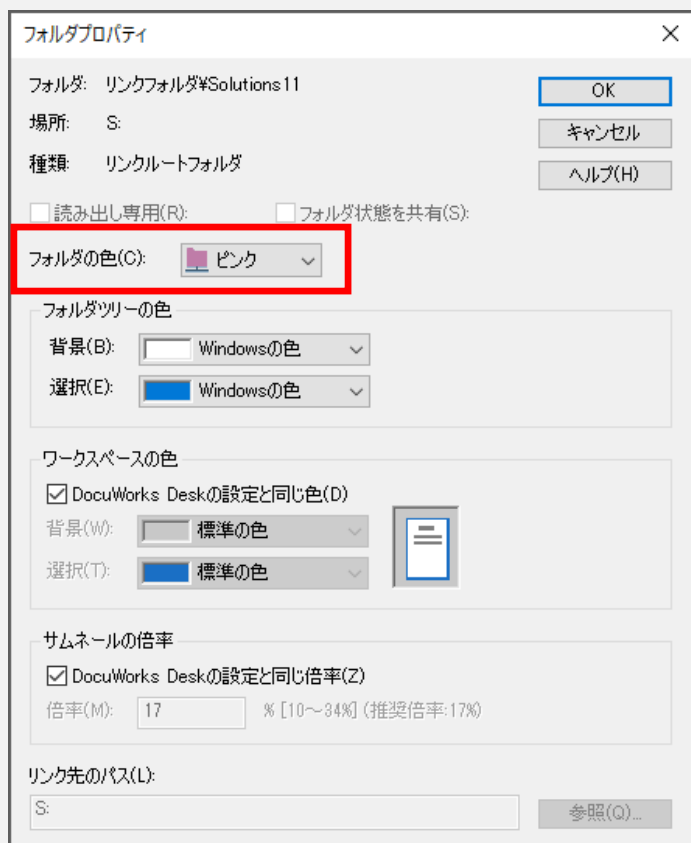 フォルダプロパティ
フォルダ: リンクフォルダ¥Solutions11
OK
場所: S:
キャンセル
種類: リンクルートフォルダ
ヘルプ(H)
読み出し専用(R): フォルダ状態を共有(S):
フォルダの色(C): ピンク
フォルダツリーの色
背景(B): Windowsの色
選択(E): Windowsの色
ワークスペースの色
DocuWorks Deskの設定と同じ色(D)
背景(W): 標準の色
選択(T): 標準の色
サムネールの倍率
DocuWorks Deskの設定と同じ倍率(Z)
倍率(M): 17 % [10～34%] (推奨倍率:17%)
リンク先のパス(L):
S: 参照(Q)...